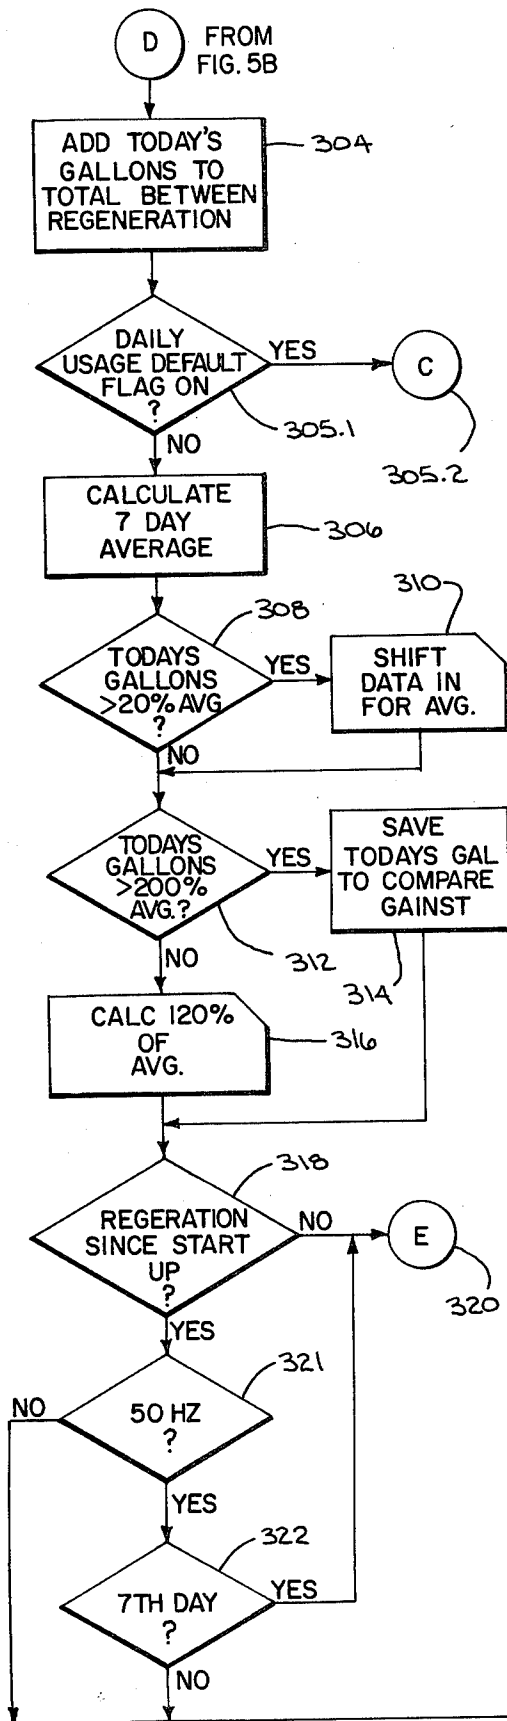 D
FROM
FIG. 5B
ADD TODAY'S
GALLONS TO
TOTAL BETWEEN
REGENERATION
304
DAILY
USAGE DEFAULT
FLAG ON
?
YES
C
305.1
305.2
NO
CALCULATE
7 DAY
AVERAGE
306
308
TODAYS
GALLONS
>20% AVG
?
YES
310
SHIFT
DATA IN
FOR AVG.
NO
TODAYS
GALLONS
>200%
AVG.?
YES
312
SAVE
TODAYS GAL
TO COMPARE
GAINST
314
NO
CALC 120%
OF
AVG.
316
318
REGERATION
SINCE START
UP
?
NO
E
320
YES
321
50 HZ
?
NO
YES
322
7TH DAY
?
YES
NO